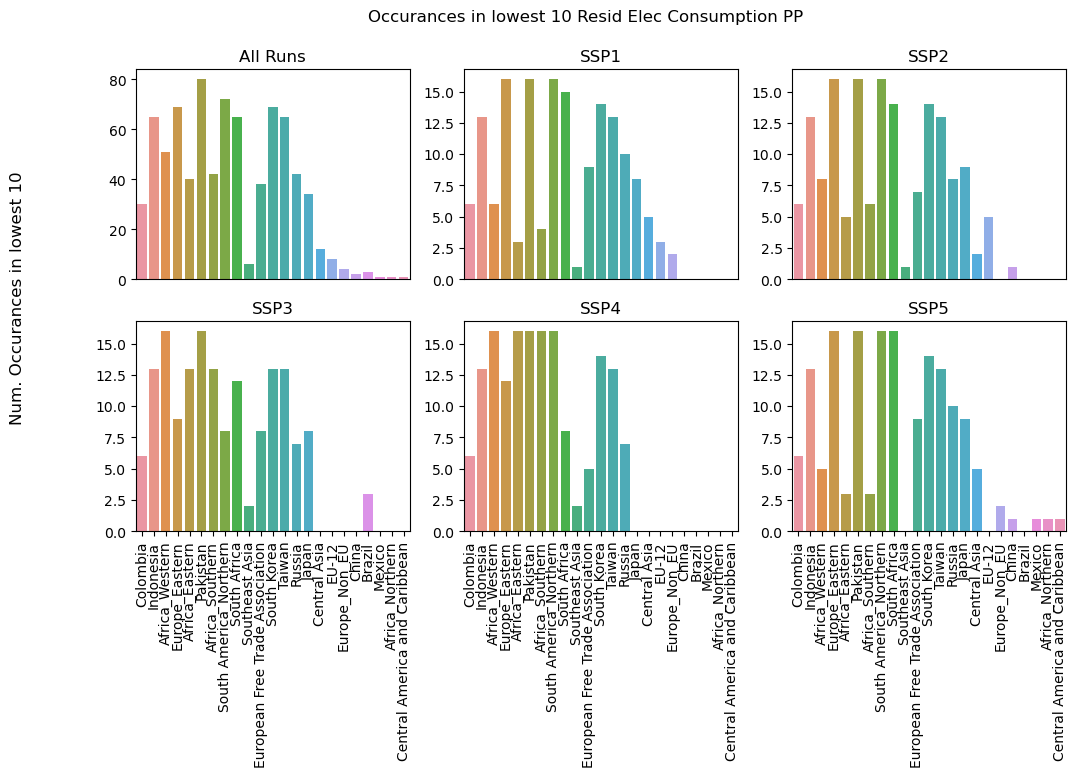 Occurances in lowest 10 Resid Elec Consumption PP
Num. Occurances in lowest 10
All Runs
80
60
40
20
0
SSP1
15.0
12.5
10.0
7.5
5.0
2.5
0.0
SSP2
15.0
12.5
10.0
7.5
5.0
2.5
0.0
SSP3
15.0
12.5
10.0
7.5
5.0
2.5
0.0
Colombia
Indonesia
Africa_Western
Europe_Eastern
Africa_Eastern
Pakistan
Africa_Southern
South America_Northern
South Africa
Southeast Asia
European Free Trade Association
South Korea
Taiwan
Russia
Japan
Central Asia
EU-12
Europe_Non_EU
China
Brazil
Mexico
Africa_Northern
Central America and Caribbean
SSP4
15.0
12.5
10.0
7.5
5.0
2.5
0.0
Colombia
Indonesia
Africa_Western
Europe_Eastern
Africa_Eastern
Pakistan
Africa_Southern
South America_Northern
South Africa
Southeast Asia
European Free Trade Association
South Korea
Taiwan
Russia
Japan
Central Asia
EU-12
Europe_Non_EU
China
Brazil
Mexico
Africa_Northern
Central America and Caribbean
SSP5
15.0
12.5
10.0
7.5
5.0
2.5
0.0
Colombia
Indonesia
Africa_Western
Europe_Eastern
Africa_Eastern
Pakistan
Africa_Southern
South America_Northern
South Africa
Southeast Asia
European Free Trade Association
South Korea
Taiwan
Russia
Japan
Central Asia
EU-12
Europe_Non_EU
China
Brazil
Mexico
Africa_Northern
Central America and Caribbean